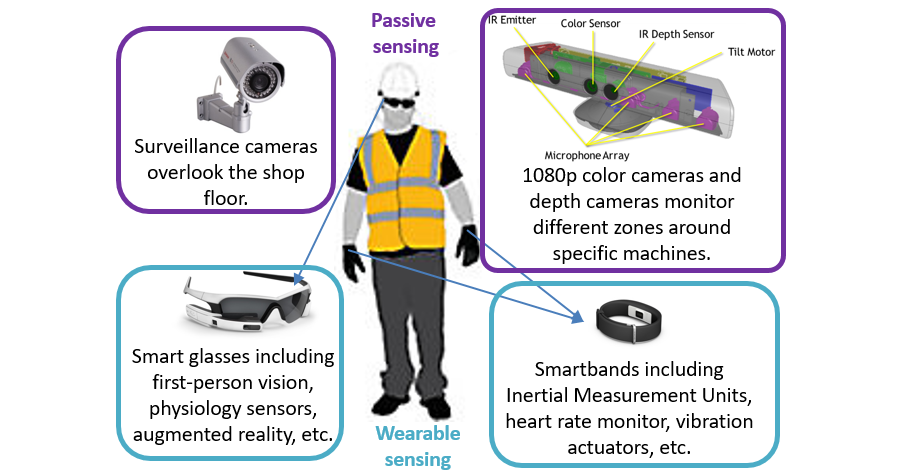 Passive
sensing
Surveillance cameras
overlook the shop
floor.
IR Emitter
Color Sensor
IR Depth Sensor
Tilt Motor
Microphone Array
1080p color cameras and
depth cameras monitor
different zones around
specific machines.
Smart glasses including
first-person vision,
physiology sensors,
augmented reality, etc.
Smartbands including
Inertial Measurement Units,
heart rate monitor, vibration
actuators, etc.
Wearable
sensing